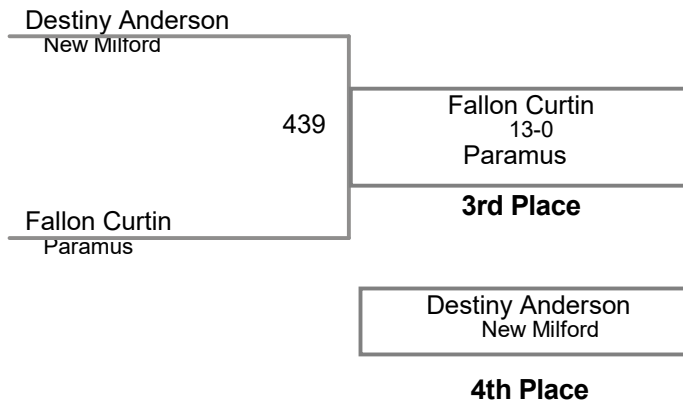 Destiny Anderson
New Milford
439
Fallon Curtin
Paramus
Fallon Curtin
13-0
Paramus
3rd Place
Destiny Anderson
New Milford
4th Place